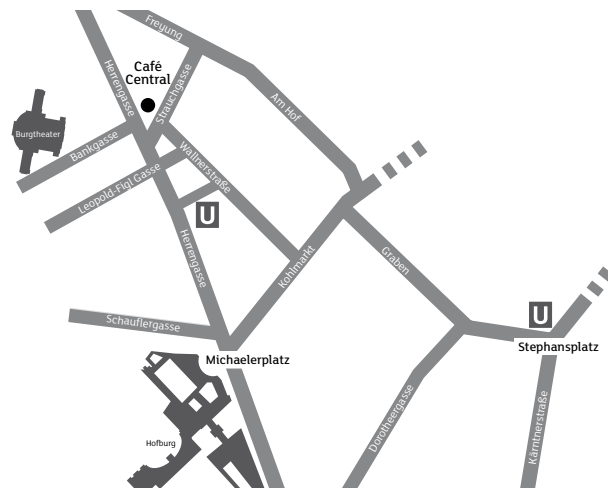 Freyung
Café
Central
Herrengasse
Strauchgasse
Am Hof
Burgtheater
Bankgasse
Wallnerstraße
Leopold-Figl Gasse
U
Herrengasse
Kohlmarkt
Graben
Schauflergasse
U
Stephansplatz
Michaelerplatz
Dorotheergasse
Kärntnerstraße
Hofburg